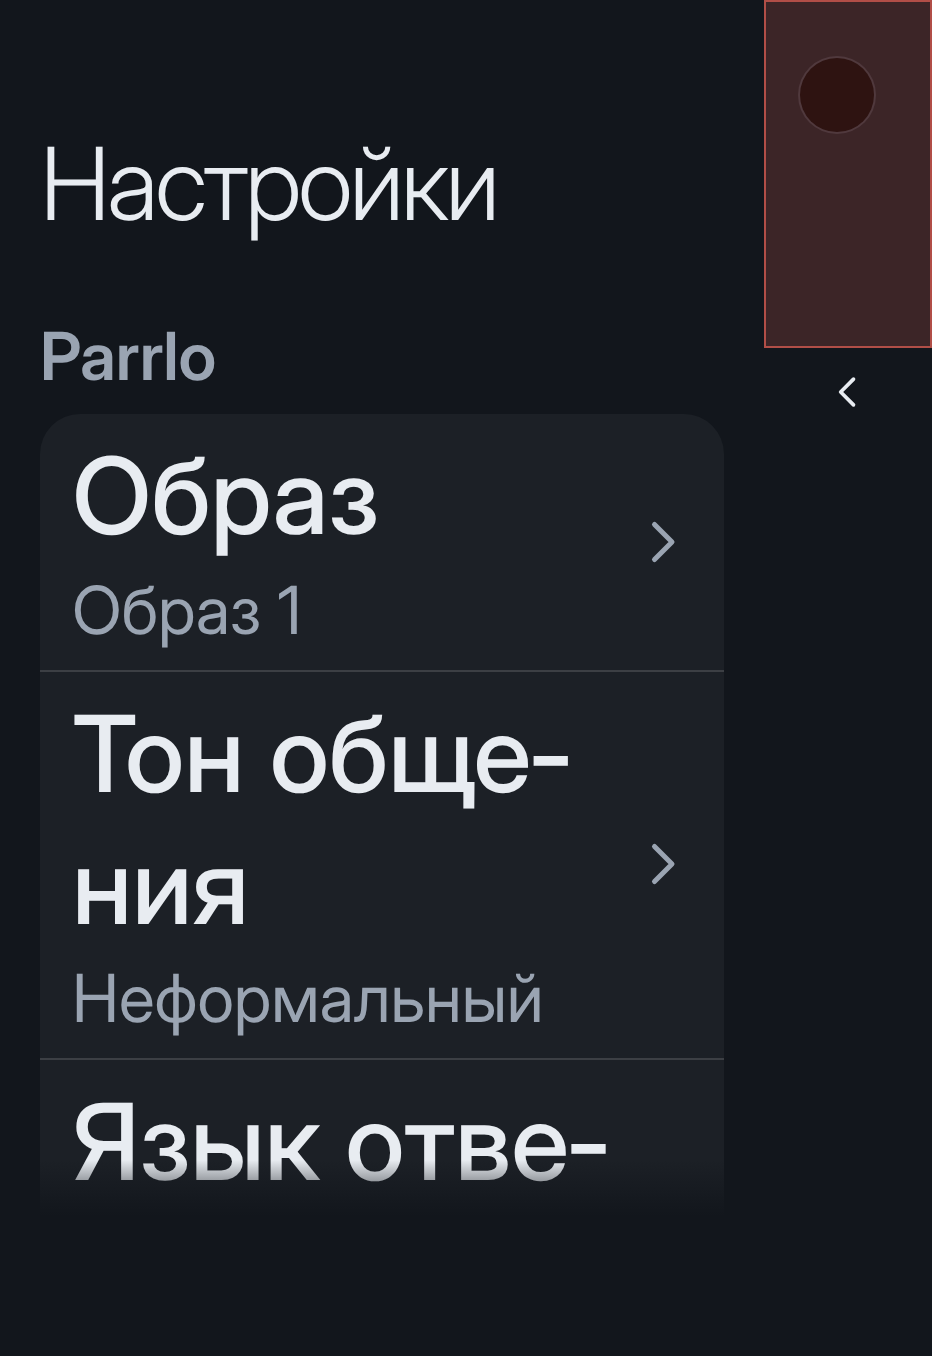 Настройки
Parrlo
Образ
Образ 1
Тон обще-
ния
Неформальный
Язык отве-